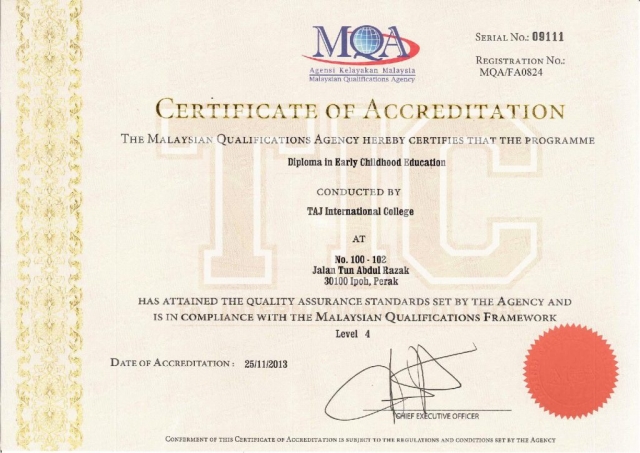 MQA
Agensi Kelayakan Malaysia
Malaysian Qualifications Agency
SERIAL NO.: 09111
REGISTRATION NO.:
MQA/FA0824
CERTIFICATE OF ACCREDITATION
THE MALAYSIAN QUALIFICATIONS AGENCY HEREBY CERTIFIES THAT THE PROGRAMME
Diploma in Early Childhood Education
CONDUCTED BY
TAJ International College
AT
No. 100 - 102
Jalan Tun Abdul Razak
30100 Ipoh, Perak
HAS ATTAINED THE QUALITY ASSURANCE STANDARDS SET BY THE AGENCY AND
IS IN COMPLIANCE WITH THE MALAYSIAN QUALIFICATIONS FRAMEWORK
Level 4
DATE OF ACCREDITATION : 25/11/2013
CHIEF EXECUTIVE OFFICER
CONFERMENT OF THIS CERTIFICATE OF ACCREDITATION IS SUBJECT TO THE REGULATIONS AND CONDITIONS SET BY THE AGENCY
TIC